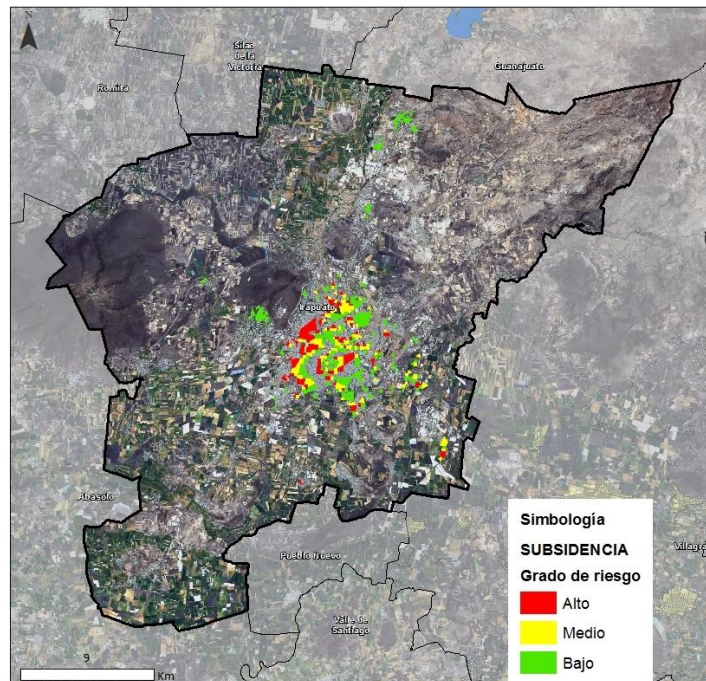 N
Silao
de la
Victoria
Guanajuato
Romita
Irapuato
Abasolo
Pueblo Nuevo
Valle de
Santiago
Villagrá
Simbología
SUBSIDENCIA
Grado de riesgo
Alto
Medio
Bajo
9
Km